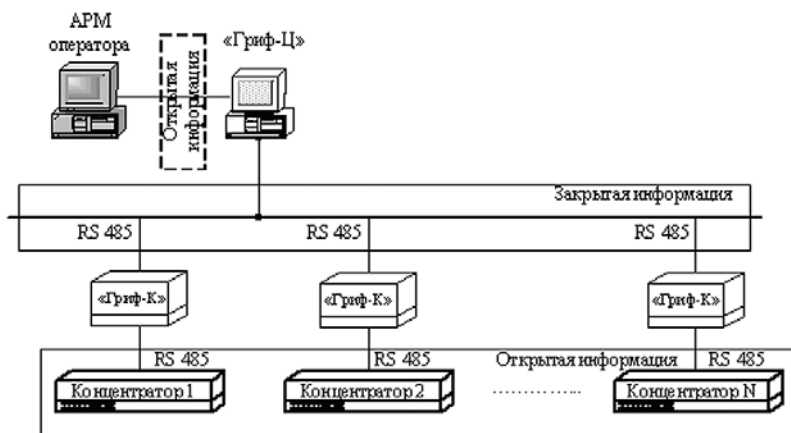 АРМ
оператора
«Гриф-Ц»
Открытая
информация
Закрытая информация
RS 485
RS 485
RS 485
«Гриф-К»
«Гриф-К»
«Гриф-К»
RS 485
RS 485
Открытая информация
RS 485
Концентратор 1
Концентратор 2
................
Концентратор N